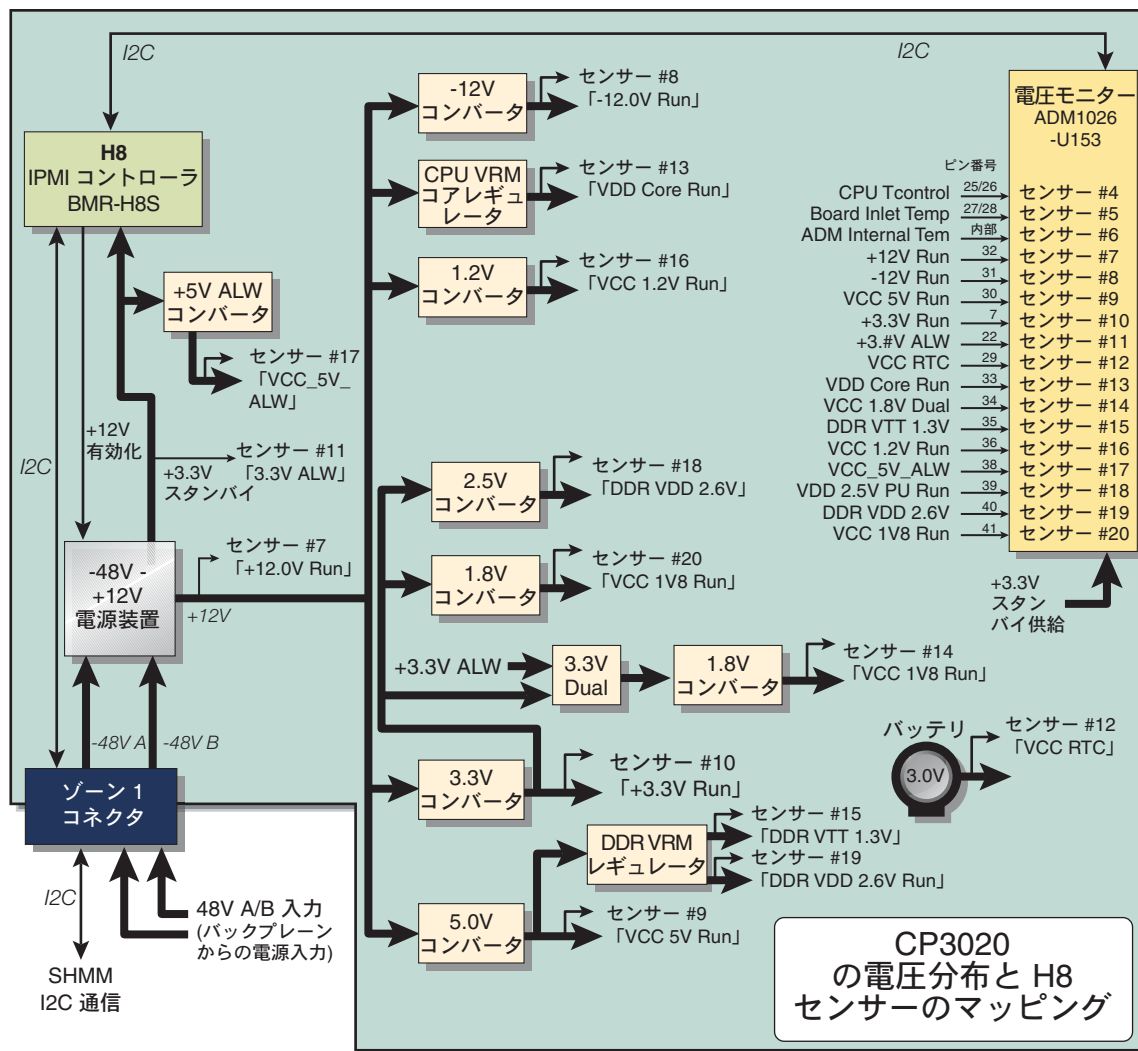 I2C
I2C
H8
IPMI コントローラ
BMR-H8S
+5V ALW
コンバータ
センサー #17
「VCC_5V_
ALW」
+12V
有効化
I2C
+3.3V
スタンバイ
センサー #11
「3.3V ALW」
-48V -
+12V
電源装置
センサー #7
「+12.0V Run」
+12V
-48V A
-48V B
ゾーン 1
コネクタ
I2C
48V A/B 入力
(バックプレーン
からの電源入力)
SHMM
I2C 通信
-12V
コンバータ
センサー #8
「-12.0V Run」
CPU VRM
コアレギュ
レータ
センサー #13
「VDD Core Run」
1.2V
コンバータ
センサー #16
「VCC 1.2V Run」
2.5V
コンバータ
センサー #18
「DDR VDD 2.6V」
1.8V
コンバータ
センサー #20
「VCC 1V8 Run」
+3.3V ALW
3.3V
Dual
1.8V
コンバータ
センサー #14
「VCC 1V8 Run」
3.3V
コンバータ
センサー #10
「+3.3V Run」
DDR VRM
レギュレータ
センサー #15
「DDR VTT 1.3V」
センサー #19
「DDR VDD 2.6V Run」
5.0V
コンバータ
センサー #9
「VCC 5V Run」
電圧モニター
ADM1026
-U153
ピン番号
CPU Tcontrol 25/26 センサー #4
Board Inlet Temp 27/28 センサー #5
ADM Internal Tem 内部 センサー #6
+12V Run 32 センサー #7
-12V Run 31 センサー #8
VCC 5V Run 30 センサー #9
+3.3V Run 7 センサー #10
+3.#V ALW 22 センサー #11
VCC RTC 29 センサー #12
VDD Core Run 33 センサー #13
VCC 1.8V Dual 34 センサー #14
DDR VTT 1.3V 35 センサー #15
VCC 1.2V Run 36 センサー #16
VCC_5V_ALW 38 センサー #17
VDD 2.5V PU Run 39 センサー #18
DDR VDD 2.6V 40 センサー #19
VCC 1V8 Run 41 センサー #20
+3.3V
スタン
バイ供給
バッテリ
3.0V
センサー #12
「VCC RTC」
CP3020
の電圧分布と H8
センサーのマッピング